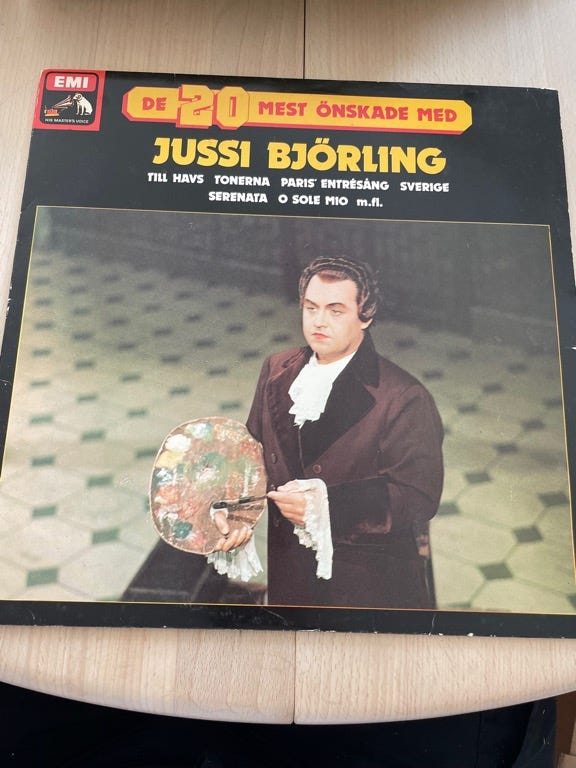 EMI
HIS MASTER'S VOICE
DE 20 MEST ÖNSKADE MED
JUSSI BJÖRLING
TILL HAVS TONERNA PARIS' ENTRÉSÅNG SVERIGE
SERENATA O SOLE MIO m.fl.